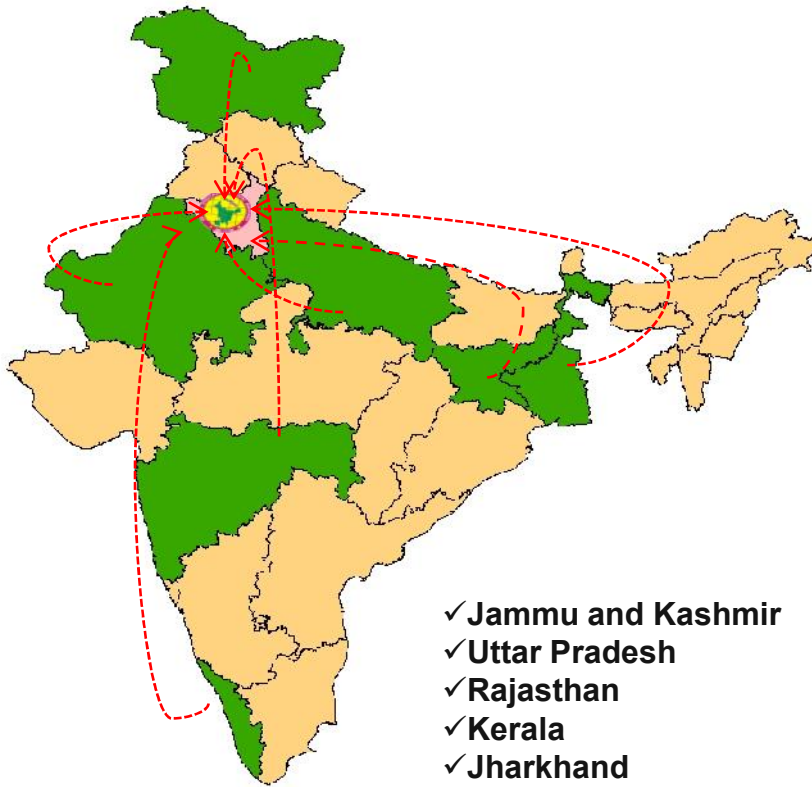 ✓Jammu and Kashmir
✓Uttar Pradesh
✓Rajasthan
✓Kerala
✓Jharkhand